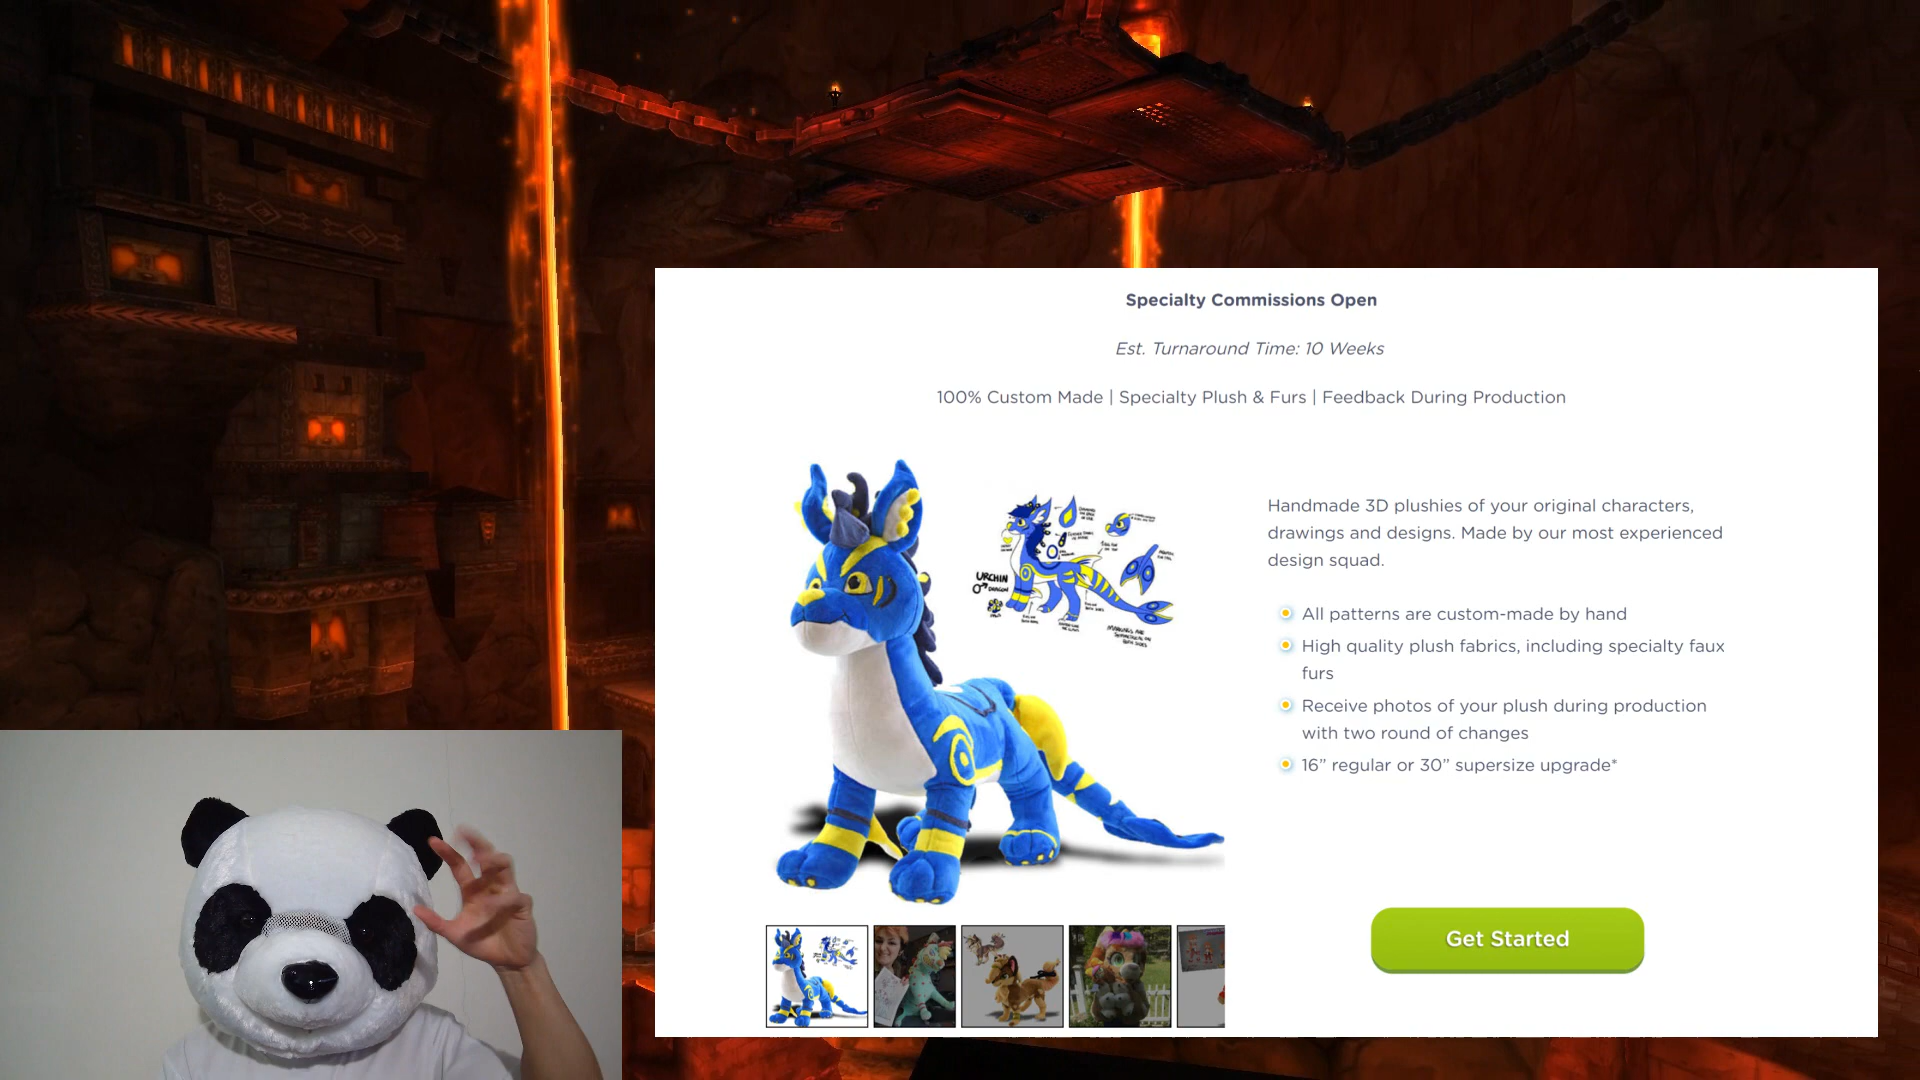 Specialty Commissions Open
Est. Turnaround Time: 10 Weeks
100% Custom Made | Specialty Plush & Furs | Feedback During Production
Handmade 3D plushies of your original characters,
drawings and designs. Made by our most experienced
design squad.
All patterns are custom-made by hand
High quality plush fabrics, including specialty faux
furs
Receive photos of your plush during production
with two round of changes
16” regular or 30” supersize upgrade*
URCHIN
♂ DRAGON
Get Started